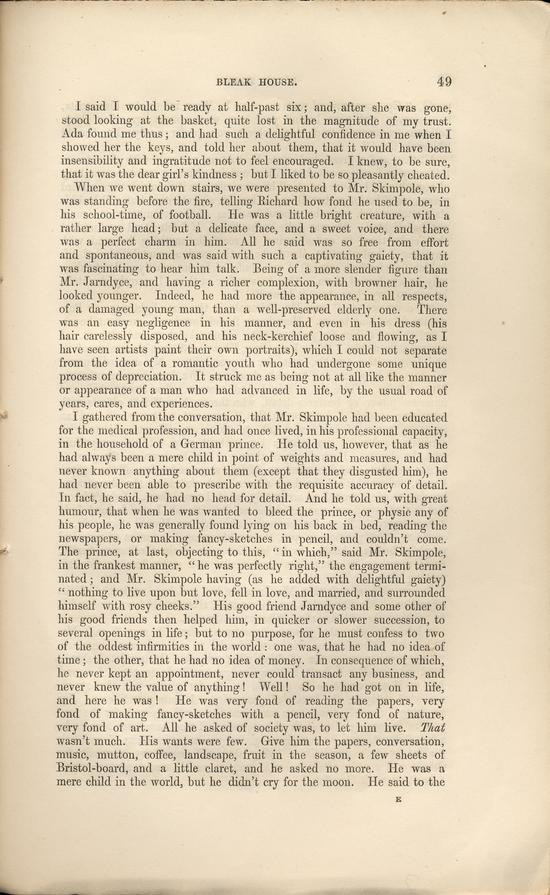 BLEAK HOUSE. 49
I said I would be ready at half-past six; and, after she was gone,
stood looking at the basket, quite lost in the magnitude of my trust.
Ada found me thus; and had such a delightful confidence in me when I
showed her the keys, and told her about them, that it would have been
insensibility and ingratitude not to feel encouraged. I knew, to be sure,
that it was the dear girl's kindness; but I liked to be so pleasantly cheated.
When we went down stairs, we were presented to Mr. Skimpole, who
was standing before the fire, telling Richard how fond he used to be, in
his school-time, of football. He was a little bright creature, with a
rather large head; but a delicate face, and a sweet voice, and there
was a perfect charm in him. All he said was so free from effort
and spontaneous, and was said with such a captivating gaiety, that it
was fascinating to hear him talk. Being of a more slender figure than
Mr. Jarndyce, and having a richer complexion, with browner hair, he
looked younger. Indeed, he had more the appearance, in all respects,
of a damaged young man, than a well-preserved elderly one. There
was an easy negligence in his manner, and even in his dress (his
hair carelessly disposed, and his neck-kerchief loose and flowing, as I
have seen artists paint their own portraits), which I could not separate
from the idea of a romantic youth who had undergone some unique
process of depreciation. It struck me as being not at all like the manner
or appearance of a man who had advanced in life, by the usual road of
years, cares, and experiences.
I gathered from the conversation, that Mr. Skimpole had been educated
for the medical profession, and had once lived, in his professional capacity,
in the household of a German prince. He told us, however, that as he
had always been a mere child in point of weights and measures, and had
never known anything about them (except that they disgusted him), he
had never been able to prescribe with the requisite accuracy of detail.
In fact, he said, he had no head for detail. And he told us, with great
humour, that when he was wanted to bleed the prince, or physic any of
his people, he was generally found lying on his back in bed, reading the
newspapers, or making fancy-sketches in pencil, and couldn't come.
The prince, at last, objecting to this, "in which," said Mr. Skimpole,
in the frankest manner, "he was perfectly right," the engagement termi-
nated; and Mr. Skimpole having (as he added with delightful gaiety)
"nothing to live upon but love, fell in love, and married, and surrounded
himself with rosy cheeks." His good friend Jarndyce and some other of
his good friends then helped him, in quicker or slower succession, to
several openings in life; but to no purpose, for he must confess to two
of the oddest infirmities in the world: one was, that he had no idea of
time; the other, that he had no idea of money. In consequence of which,
he never kept an appointment, never could transact any business, and
never knew the value of anything! Well! So he had got on in life,
and here he was! He was very fond of reading the papers, very
fond of making fancy-sketches with a pencil, very fond of nature,
very fond of art. All he asked of society was, to let him live. That
wasn't much. His wants were few. Give him the papers, conversation,
music, mutton, coffee, landscape, fruit in the season, a few sheets of
Bristol-board, and a little claret, and he asked no more. He was a
mere child in the world, but he didn't cry for the moon. He said to the
E